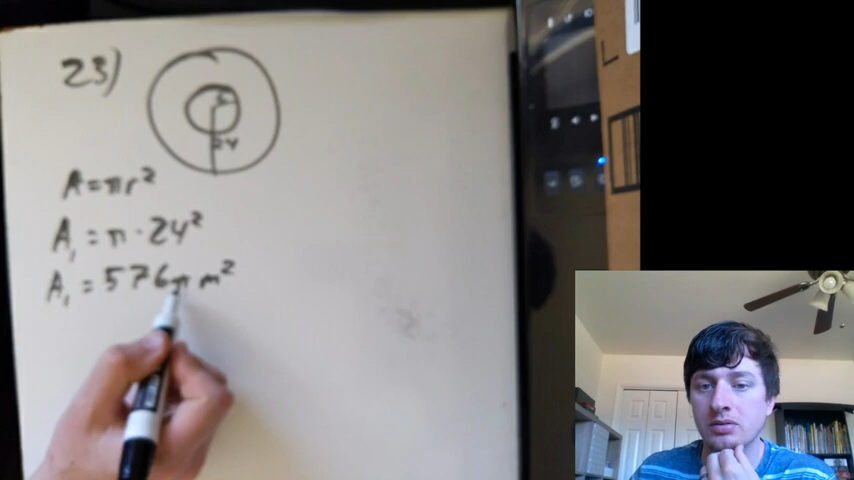 23)
24
A = πr²
A₁ = π · 24²
A₁ = 576π m²